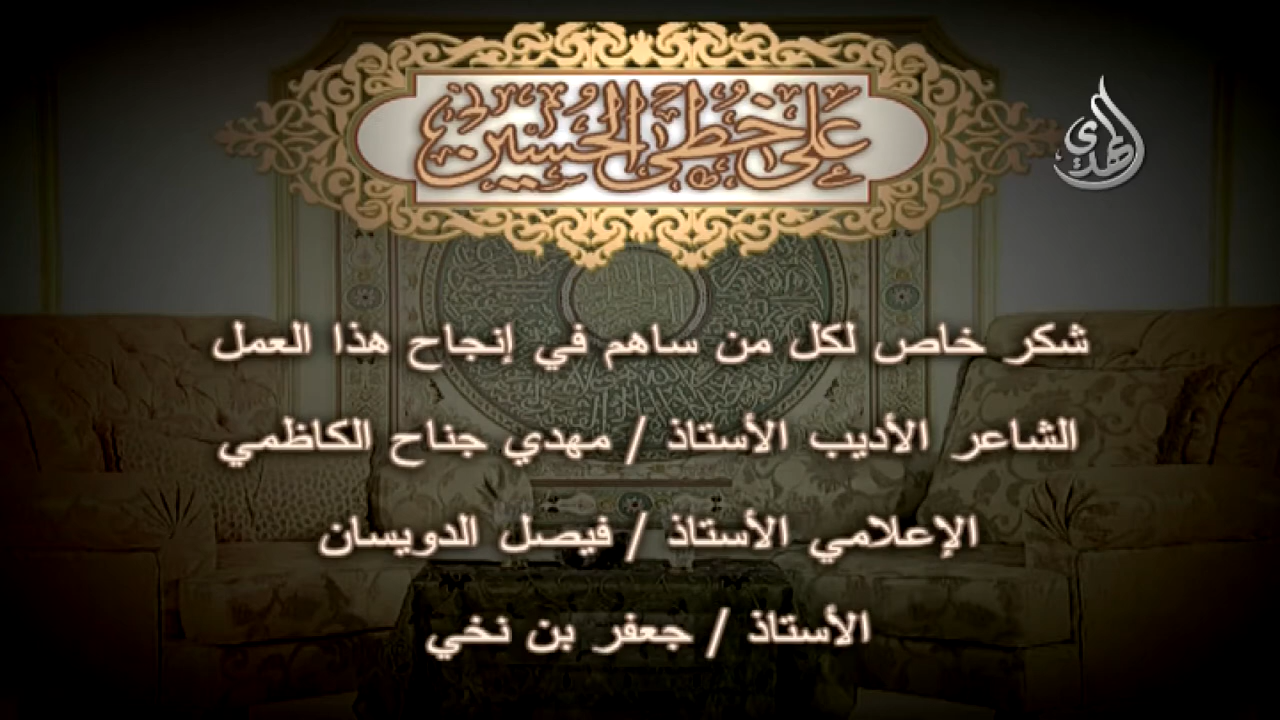 على خطى الحسين
المهدي
شكر خاص لكل من ساهم في إنجاح هذا العمل
الشاعر الأديب الأستاذ / مهدي جناح الكاظمي
الإعلامي الأستاذ / فيصل الدويسان
الأستاذ / جعفر بن نخي